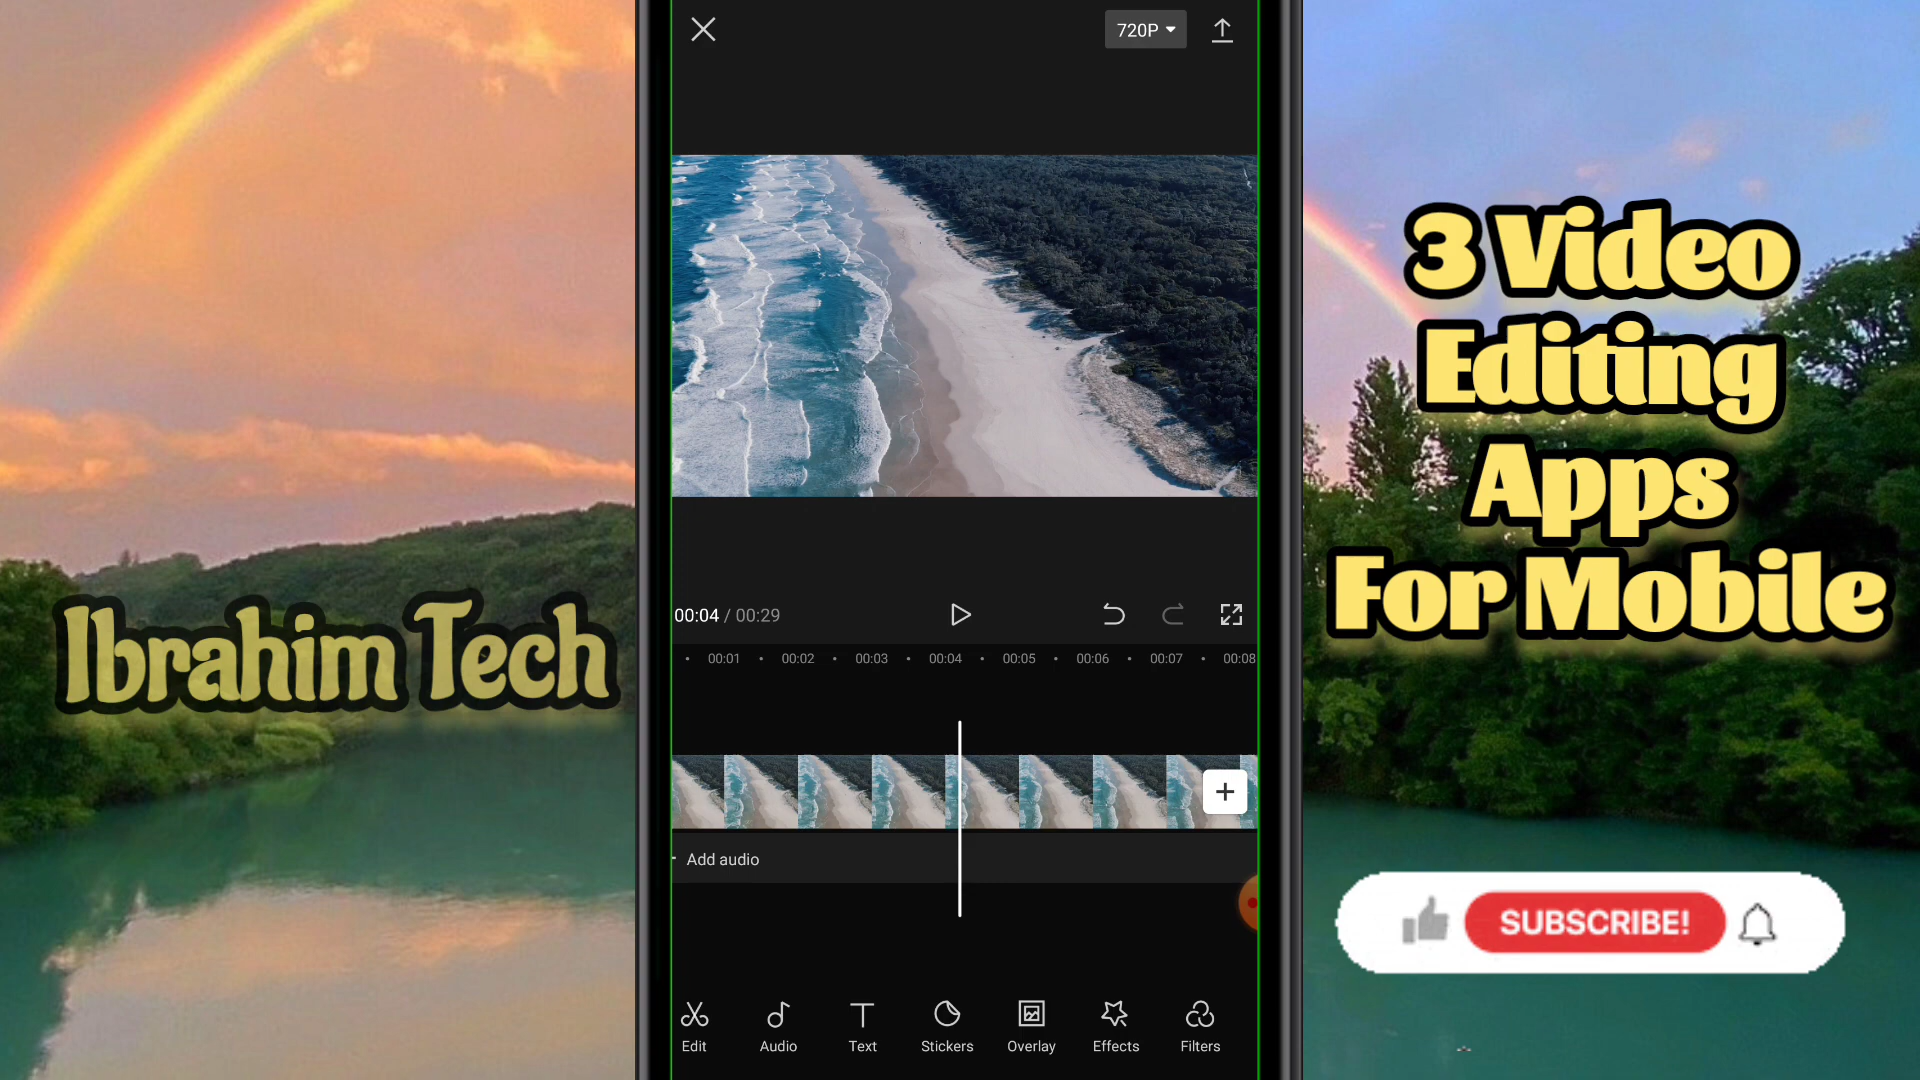 720P
3 Video
Editing
Apps
For Mobile
Ibrahim Tech
00:04 / 00:29
00:01 00:02 00:03 00:04 00:05 00:06 00:07 00:08
Add audio
SUBSCRIBE!
Edit Audio Text Stickers Overlay Effects Filters